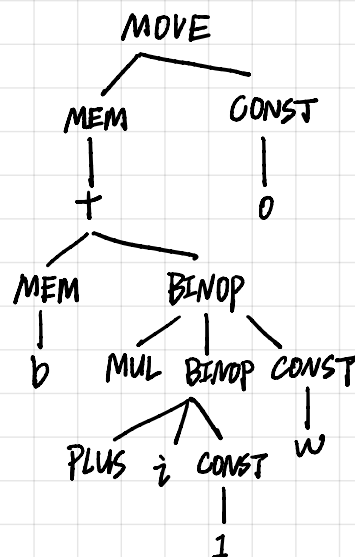 MOVE
MEM CONST
+ 0
MEM BINOP
b MUL BINOP CONST
PLUS i CONST w
1